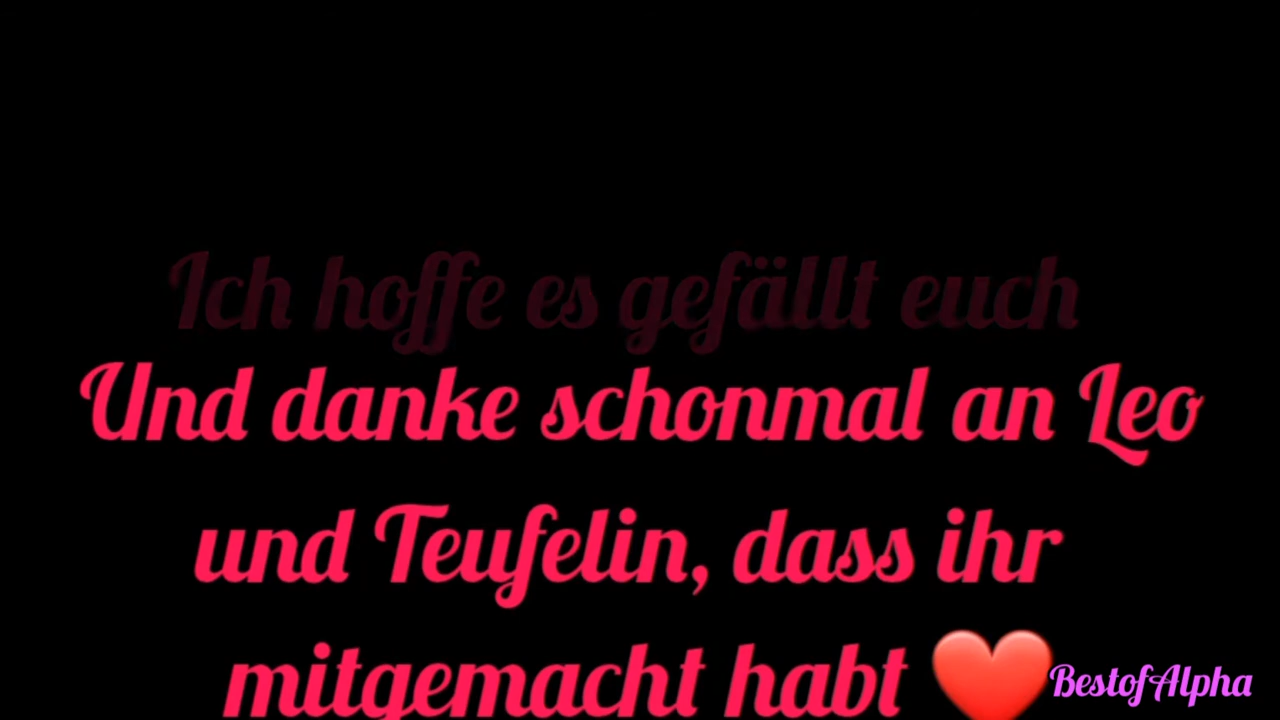 Ich hoffe es gefällt euch
Und danke schonmal an Leo
und Teufelin, dass ihr
mitgemacht habt ❤️
BestofAlpha